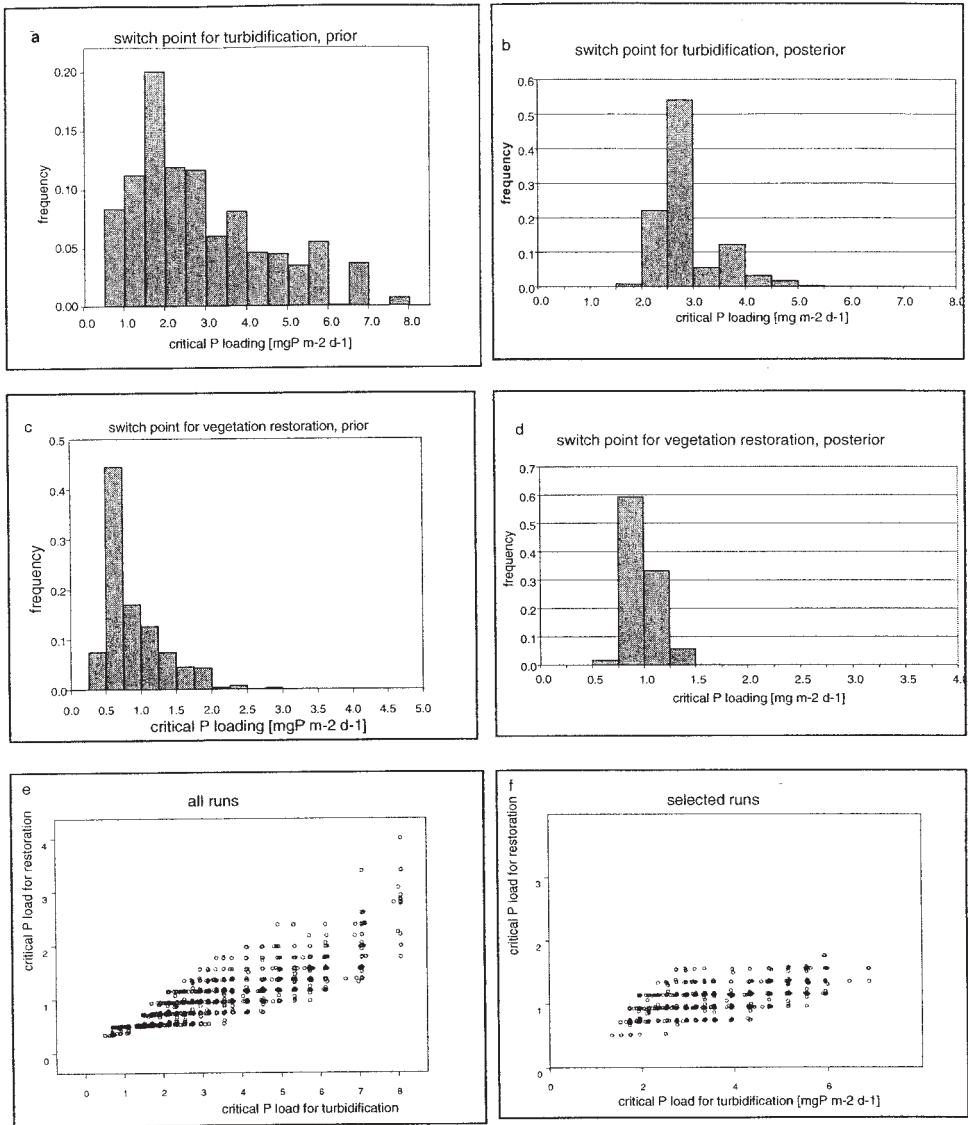 a
switch point for turbidification, prior
frequency
0.20
0.15
0.10
0.05
0.00
0.0 1.0 2.0 3.0 4.0 5.0 6.0 7.0 8.0
critical P loading [mgP m-2 d-1]
b
switch point for turbidification, posterior
frequency
0.6
0.5
0.4
0.3
0.2
0.1
0.0
0.0 1.0 2.0 3.0 4.0 5.0 6.0 7.0 8.0
critical P loading [mg m-2 d-1]
c
switch point for vegetation restoration, prior
frequency
0.5
0.4
0.3
0.2
0.1
0.0
0.0 0.5 1.0 1.5 2.0 2.5 3.0 3.5 4.0 4.5 5.0
critical P loading [mgP m-2 d-1]
d
switch point for vegetation restoration, posterior
frequency
0.7
0.6
0.5
0.4
0.3
0.2
0.1
0.0
0.0 0.5 1.0 1.5 2.0 2.5 3.0 3.5 4.0
critical P loading [mg m-2 d-1]
e
all runs
critical P load for restoration
4
3
2
1
0
0 1 2 3 4 5 6 7 8
critical P load for turbidification
f
selected runs
critical P load for restoration
3
2
1
0
2 4 6
critical P load for turbidification [mgP m-2 d-1]